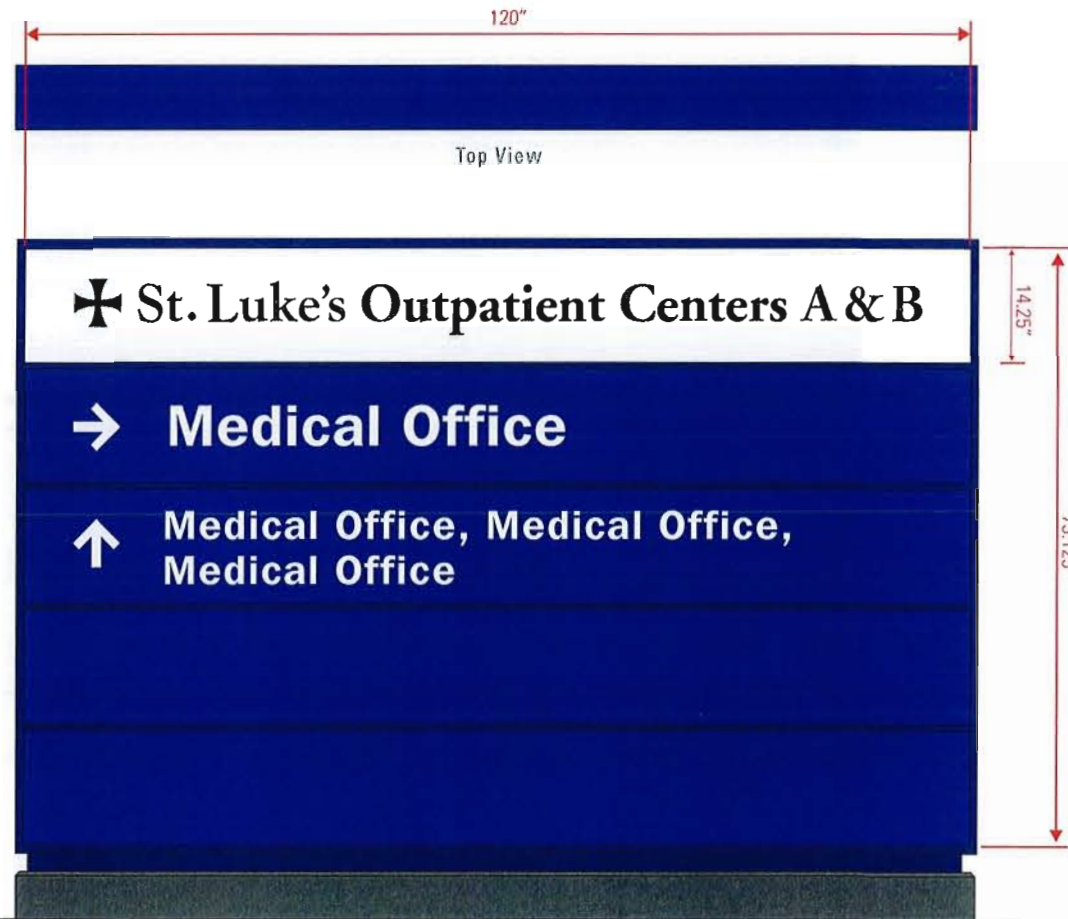 120"
Top View
St. Luke's Outpatient Centers A & B
14.25"
Medical Office
Medical Office, Medical Office,
Medical Office